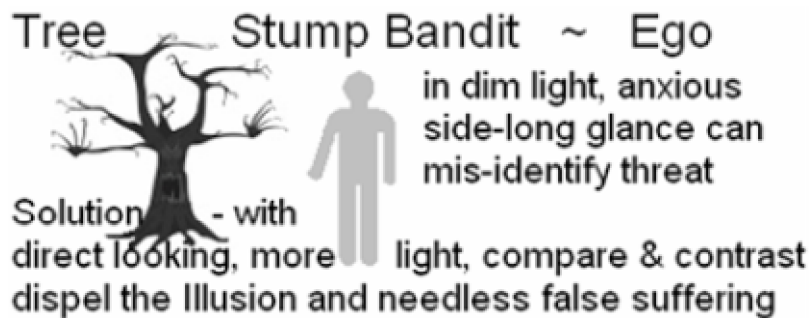 Tree Stump Bandit ~ Ego
in dim light, anxious
side-long glance can
mis-identify threat
Solution - with
direct looking, more light, compare & contrast
dispel the Illusion and needless false suffering